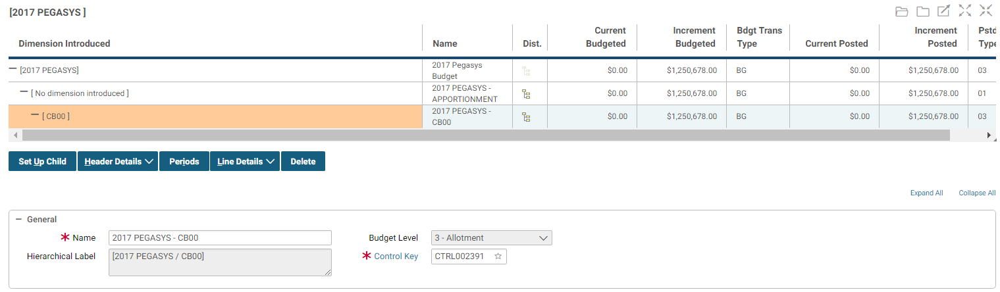 [2017 PEGASYS ]
Dimension Introduced Name Dist. Current Budgeted Increment Budgeted Bdgt Trans Type Current Posted Increment Posted Pstd Type
[2017 PEGASYS] 2017 Pegasys Budget $0.00 $1,250,678.00 BG $0.00 $1,250,678.00 03
[ No dimension introduced ] 2017 PEGASYS - APPORTIONMENT $0.00 $1,250,678.00 BG $0.00 $1,250,678.00 01
[ CB00 ] 2017 PEGASYS - CB00 $0.00 $1,250,678.00 BG $0.00 $1,250,678.00 03
Set Up Child Header Details Periods Line Details Delete
Expand All Collapse All
General
Name 2017 PEGASYS - CB00 Budget Level 3 - Allotment
Hierarchical Label [2017 PEGASYS / CB00] Control Key CTRL002391